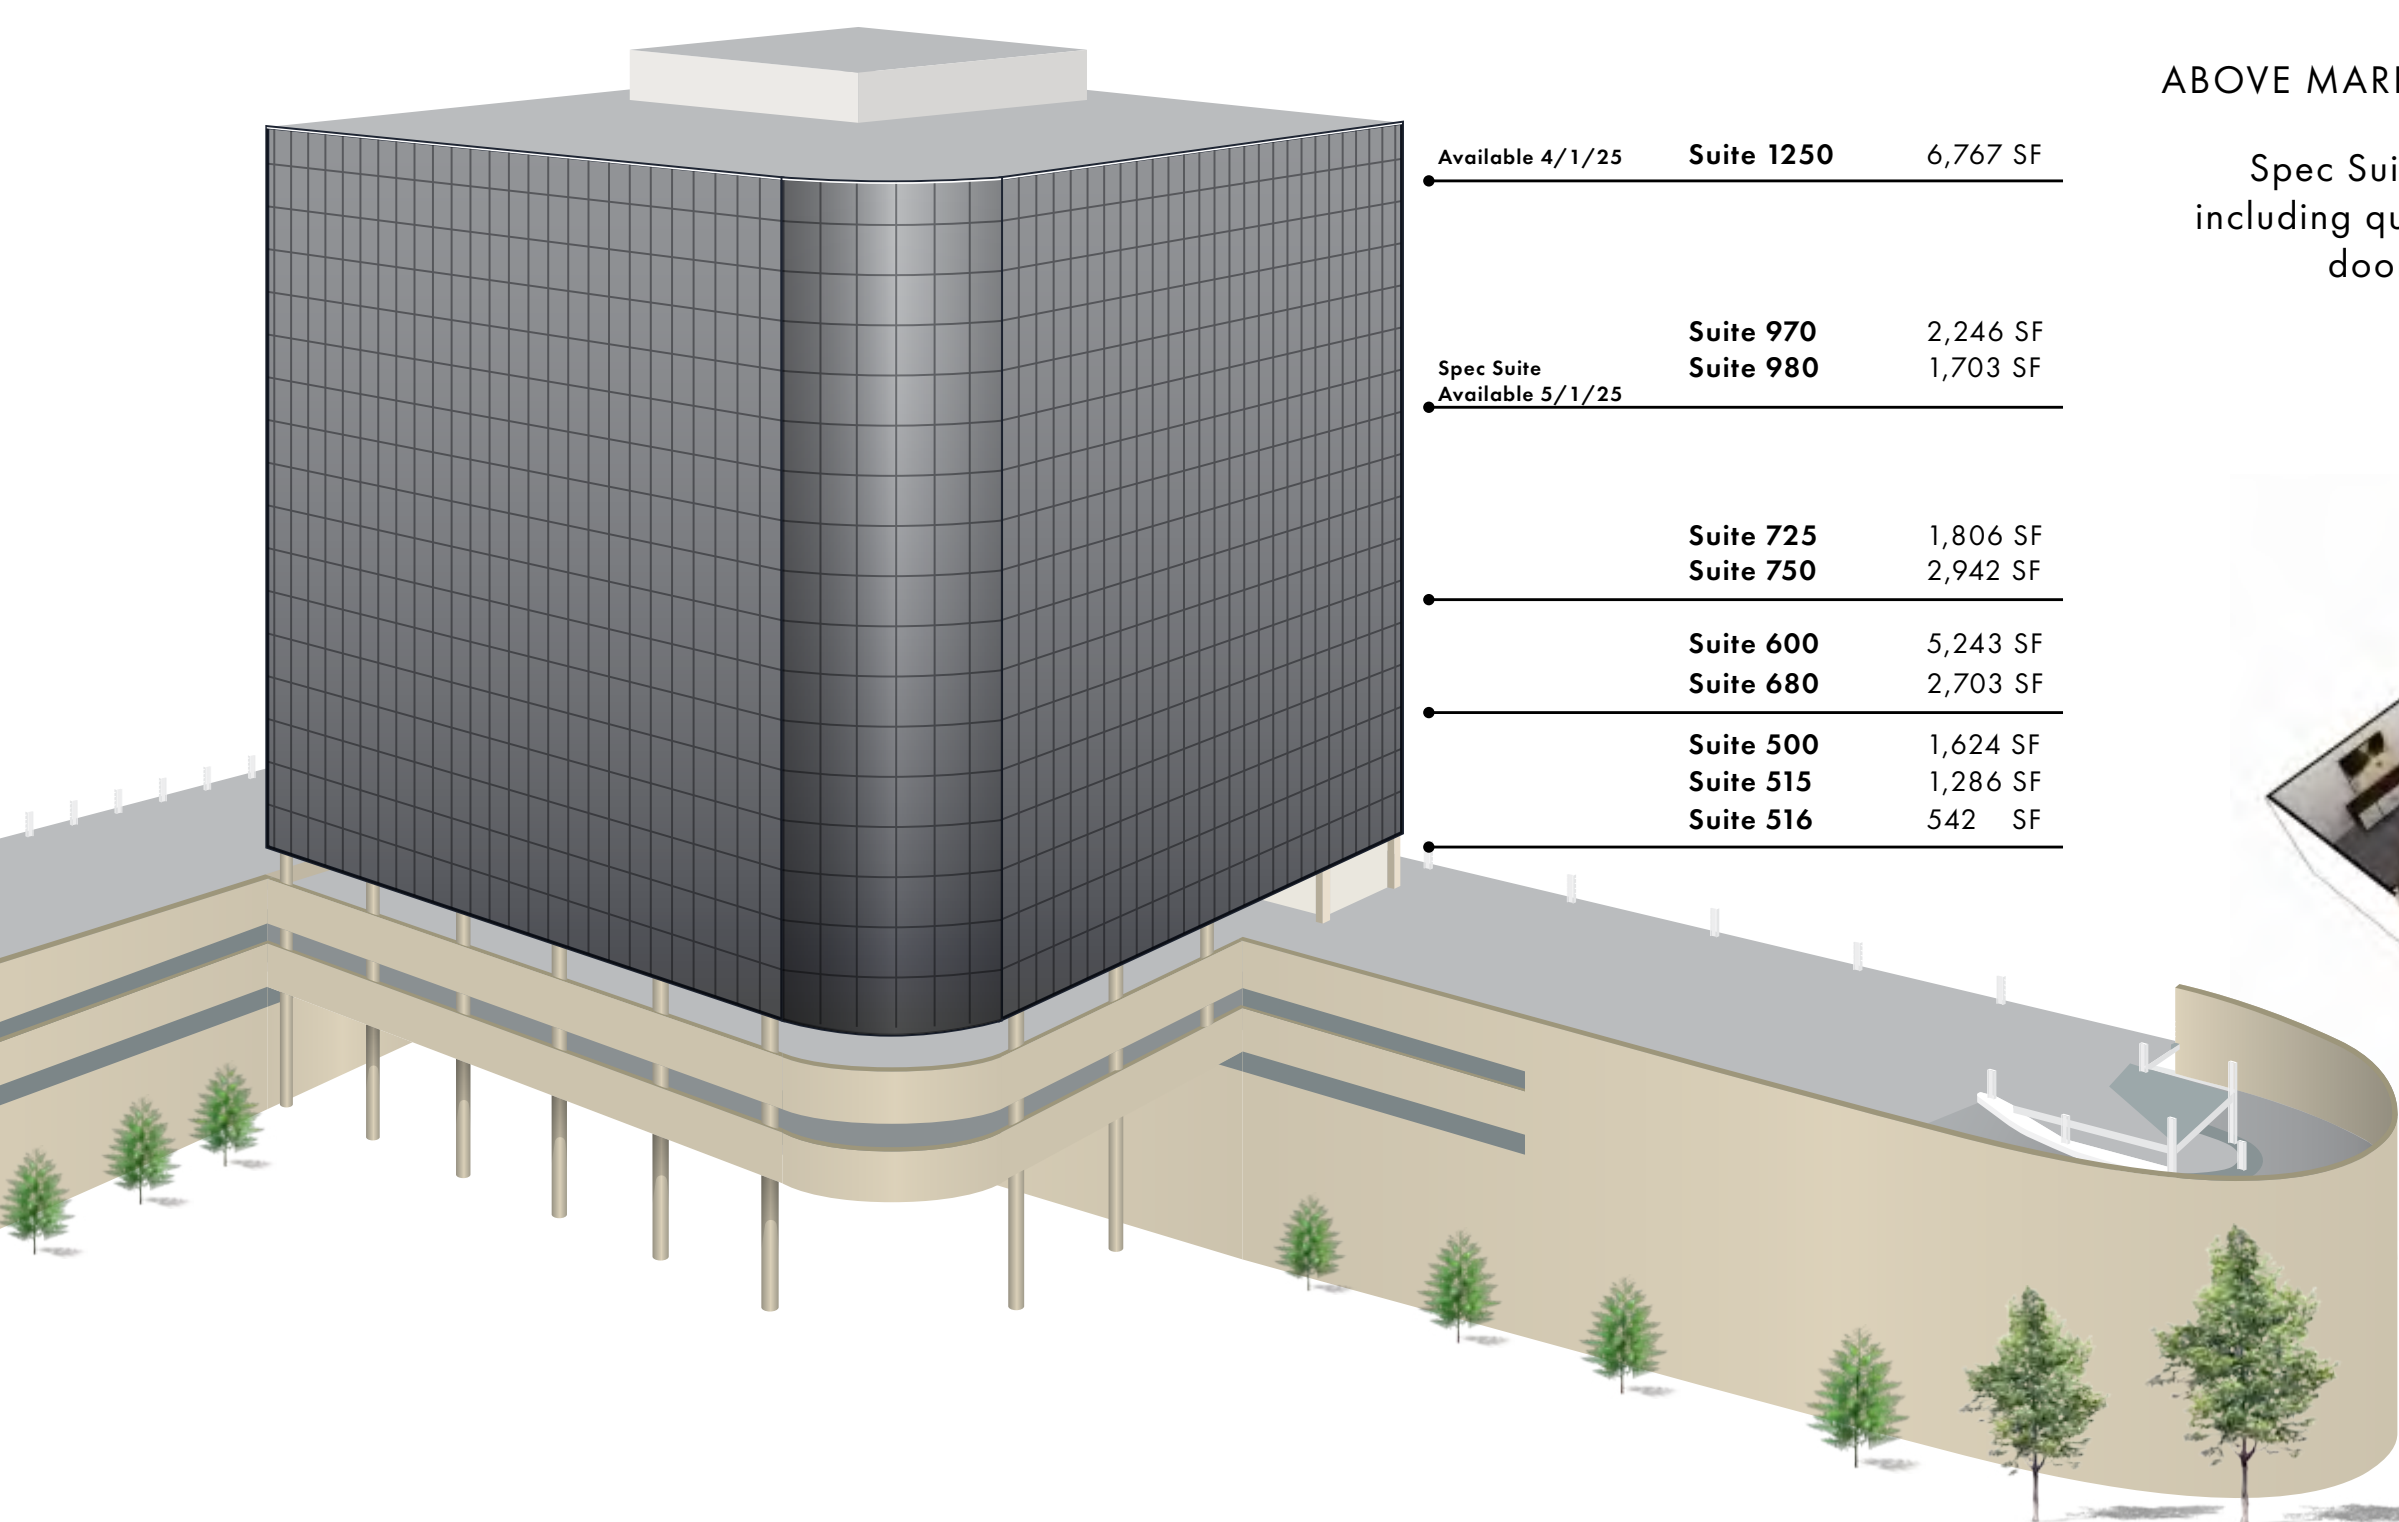 ABOVE
Available 4/1/25 Suite 1250 6,767 SF
Spec
including
Suite 970 2,246 SF
Spec Suite Suite 980 1,703 SF
Available 5/1/25
Suite 725 1,806 SF
Suite 750 2,942 SF
Suite 600 5,243 SF
Suite 680 2,703 SF
Suite 500 1,624 SF
Suite 515 1,286 SF
Suite 516 542 SF